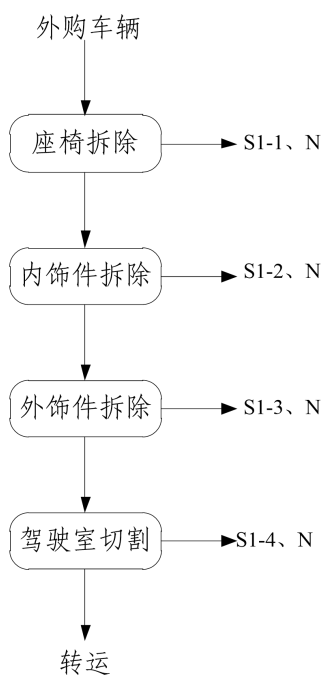 外购车辆
座椅拆除
S1-1、N
内饰件拆除
S1-2、N
外饰件拆除
S1-3、N
驾驶室切割
S1-4、N
转运